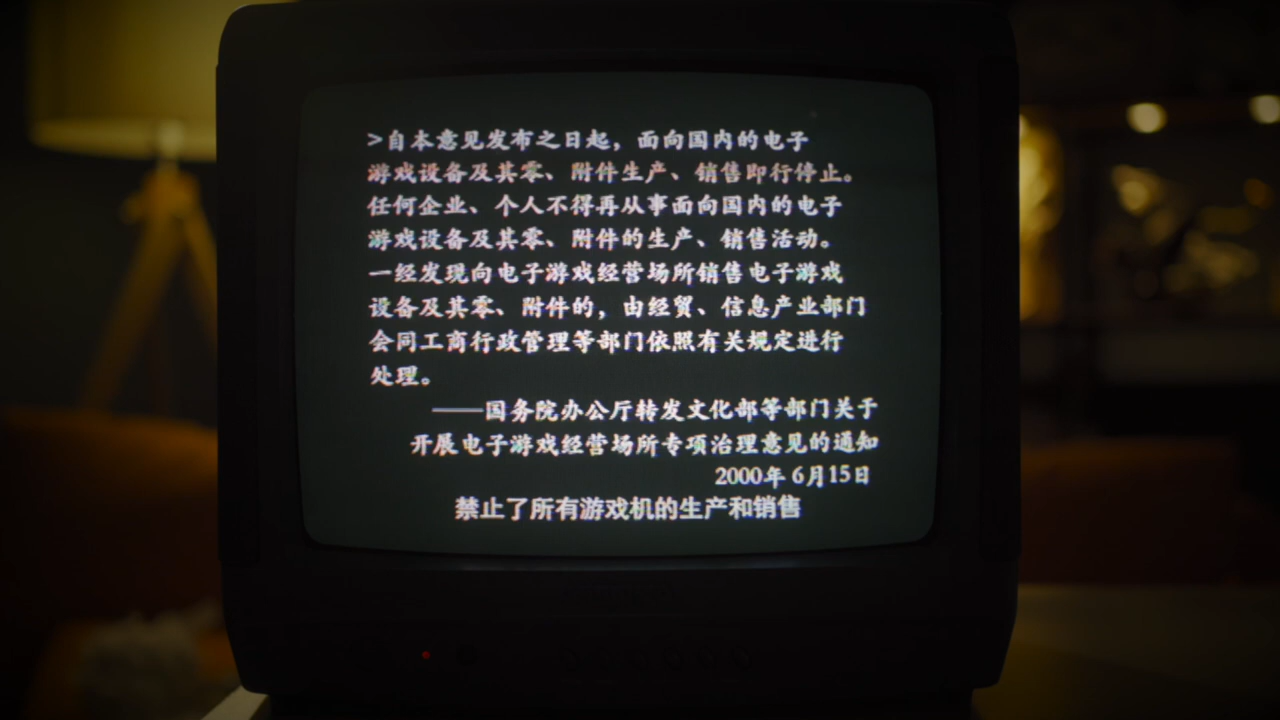 >自本意见发布之日起，面向国内的电子
游戏设备及其零、附件生产、销售即行停止。
任何企业、个人不得再从事面向国内的电子
游戏设备及其零、附件的生产、销售活动。
一经发现向电子游戏经营场所销售电子游戏
设备及其零、附件的，由经贸、信息产业部门
会同工商行政管理等部门依照有关规定进行
处理。
——国务院办公厅转发文化部等部门关于
开展电子游戏经营场所专项治理意见的通知
2000年 6月15日
禁止了所有游戏机的生产和销售